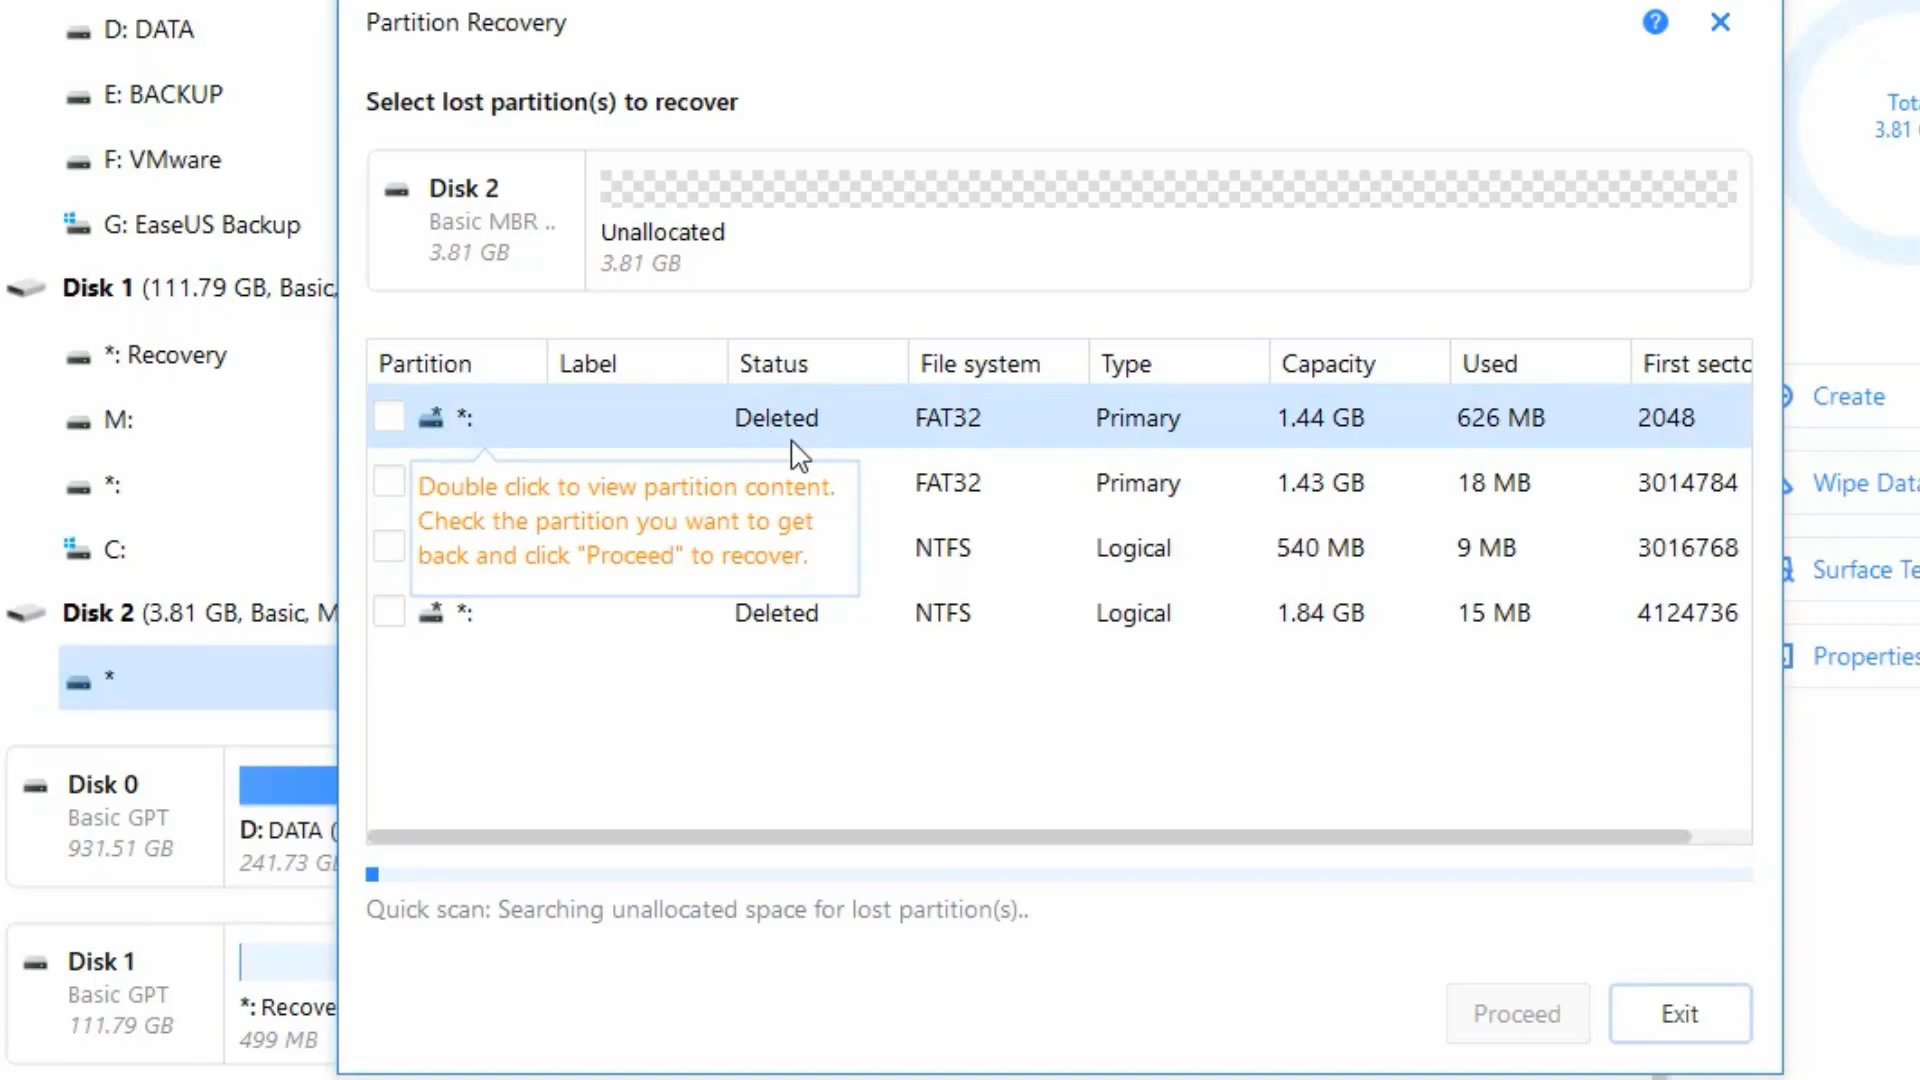 D: DATA
E: BACKUP
F: VMware
G: EaseUS Backup
Disk 1 (111.79 GB, Basic,
*: Recovery
M:
*:
C:
Disk 2 (3.81 GB, Basic, M
*
Disk 0
Basic GPT
931.51 GB
D: DATA (
241.73 G
Disk 1
Basic GPT
111.79 GB
*: Recove
499 MB
Partition Recovery
?
Select lost partition(s) to recover
Disk 2
Basic MBR ..
3.81 GB
Unallocated
3.81 GB
Partition Label Status File system Type Capacity Used First secto
*: Deleted FAT32 Primary 1.44 GB 626 MB 2048
FAT32 Primary 1.43 GB 18 MB 3014784
NTFS Logical 540 MB 9 MB 3016768
*: Deleted NTFS Logical 1.84 GB 15 MB 4124736
Double click to view partition content.
Check the partition you want to get
back and click "Proceed" to recover.
Quick scan: Searching unallocated space for lost partition(s)..
Proceed Exit
Tot
3.81
Create
Wipe Data
Surface Te
Properties